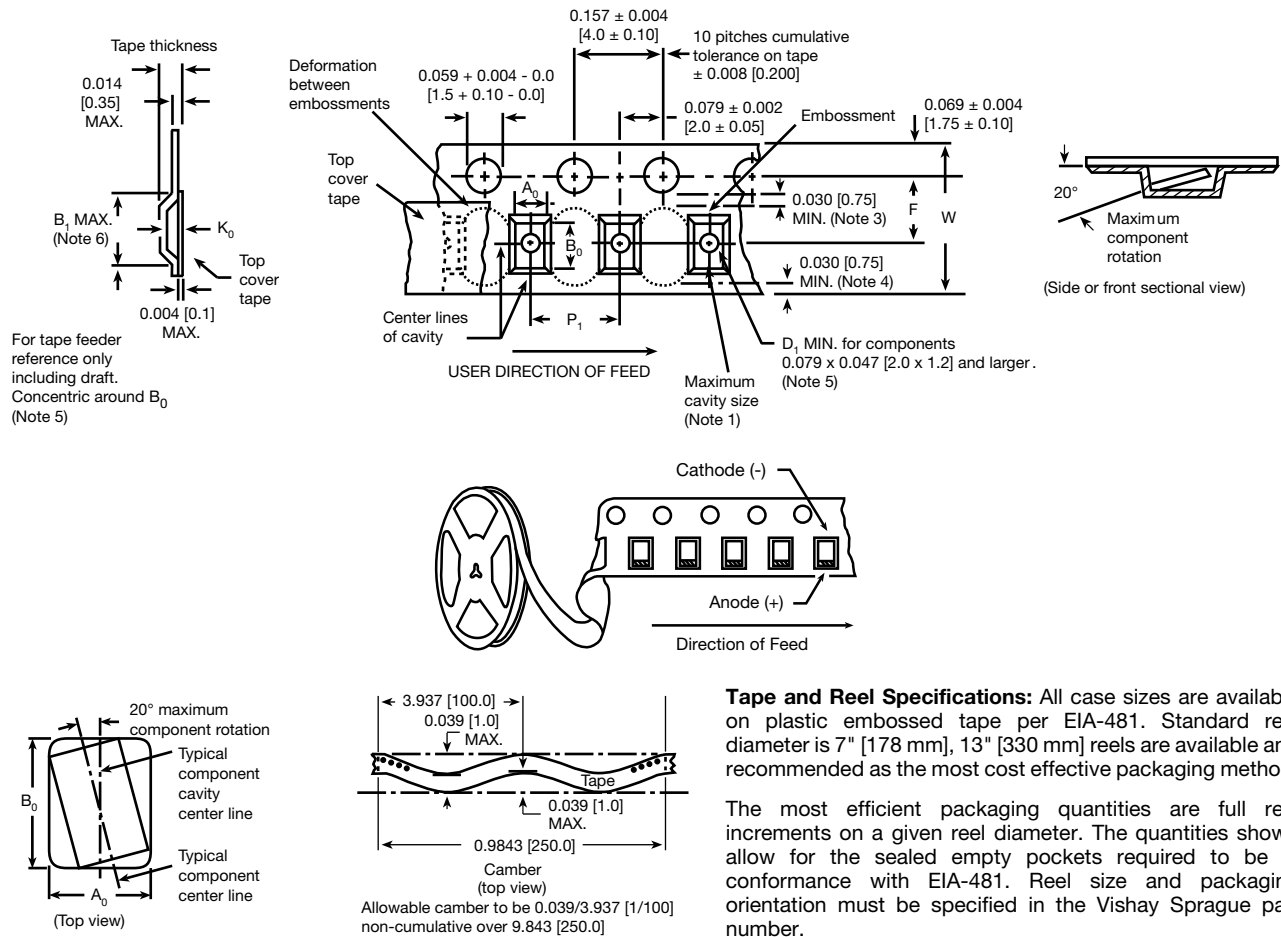 Tape thickness
0.014
[0.35]
MAX.
B1 MAX.
(Note 6)
K0
Top
cover
tape
0.004 [0.1]
MAX.
For tape feeder
reference only
including draft.
Concentric around B0
(Note 5)
Deformation
between
embossments
0.059 + 0.004 - 0.0
[1.5 + 0.10 - 0.0]
0.157 ± 0.004
[4.0 ± 0.10]
10 pitches cumulative
tolerance on tape
± 0.008 [0.200]
0.079 ± 0.002
[2.0 ± 0.05]
Embossment
0.069 ± 0.004
[1.75 ± 0.10]
Top
cover
tape
A0
B0
0.030 [0.75]
MIN. (Note 3)
F
W
0.030 [0.75]
MIN. (Note 4)
Center lines
of cavity
P1
USER DIRECTION OF FEED
Maximum
cavity size
(Note 1)
D1 MIN. for components
0.079 x 0.047 [2.0 x 1.2] and larger.
(Note 5)
20°
Maximum
component
rotation
(Side or front sectional view)
Cathode (-)
Anode (+)
Direction of Feed
20° maximum
component rotation
Typical
component
cavity
center line
B0
A0
Typical
component
center line
(Top view)
3.937 [100.0]
0.039 [1.0]
MAX.
Tape
0.039 [1.0]
MAX.
0.9843 [250.0]
Camber
(top view)
Allowable camber to be 0.039/3.937 [1/100]
non-cumulative over 9.843 [250.0]
Tape and Reel Specifications: All case sizes are availab
on plastic embossed tape per EIA-481. Standard re
diameter is 7" [178 mm], 13" [330 mm] reels are available an
recommended as the most cost effective packaging metho
The most efficient packaging quantities are full re
increments on a given reel diameter. The quantities show
allow for the sealed empty pockets required to be
conformance with EIA-481. Reel size and packagin
orientation must be specified in the Vishay Sprague pa
number.